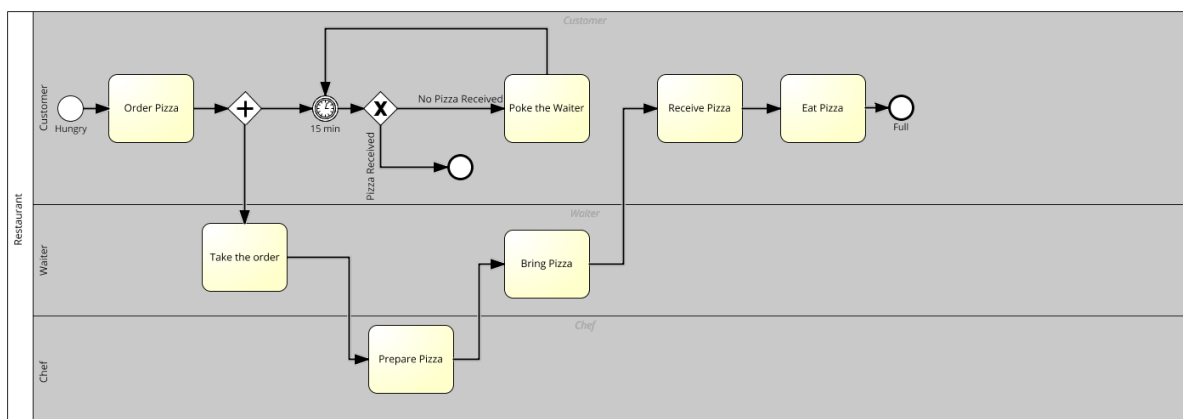 Restaurant
Customer
Customer
Hungry
Order Pizza
15 min
No Pizza Received
Pizza Received
Poke the Waiter
Receive Pizza
Eat Pizza
Full
Waiter
Waiter
Take the order
Bring Pizza
Chef
Chef
Prepare Pizza